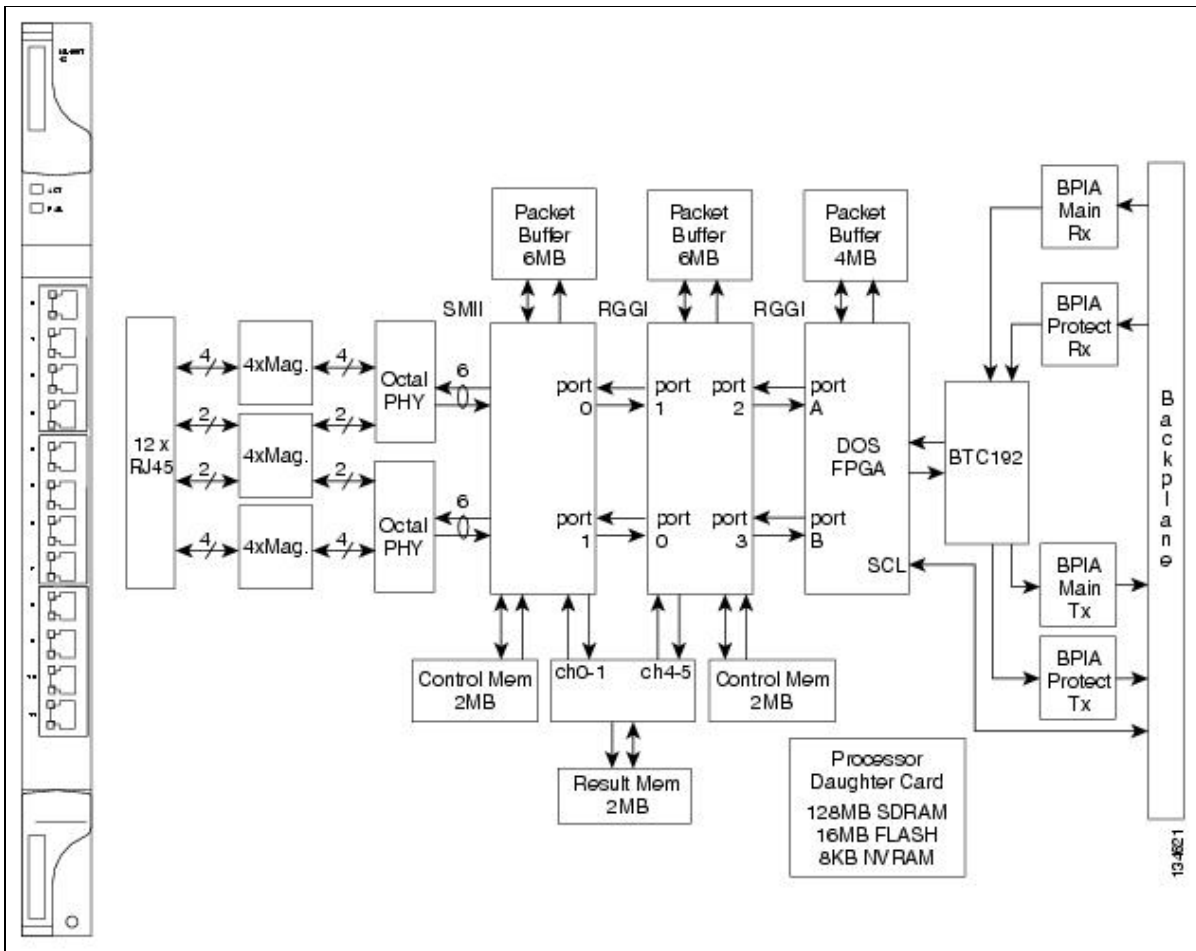 Packet
Buffer
6MB
Packet
Buffer
6MB
Packet
Buffer
4MB
BPIA
Main
Rx
BPIA
Protect
Rx
SMII
RGGI
RGGI
12 x
RJ45
4
4xMag.
4
2
2
4xMag.
2
2
4
4xMag.
4
Octal
PHY
6
Octal
PHY
6
port
0
port
1
port
1
port
0
port
2
port
3
port
A
DOS
FPGA
port
B
SCL
BTC192
BPIA
Main
Tx
BPIA
Protect
Tx
Backplane
Control Mem
2MB
ch0-1
ch4-5
Control Mem
2MB
Result Mem
2MB
Processor
Daughter Card
128MB SDRAM
16MB FLASH
8KB NVRAM
134621